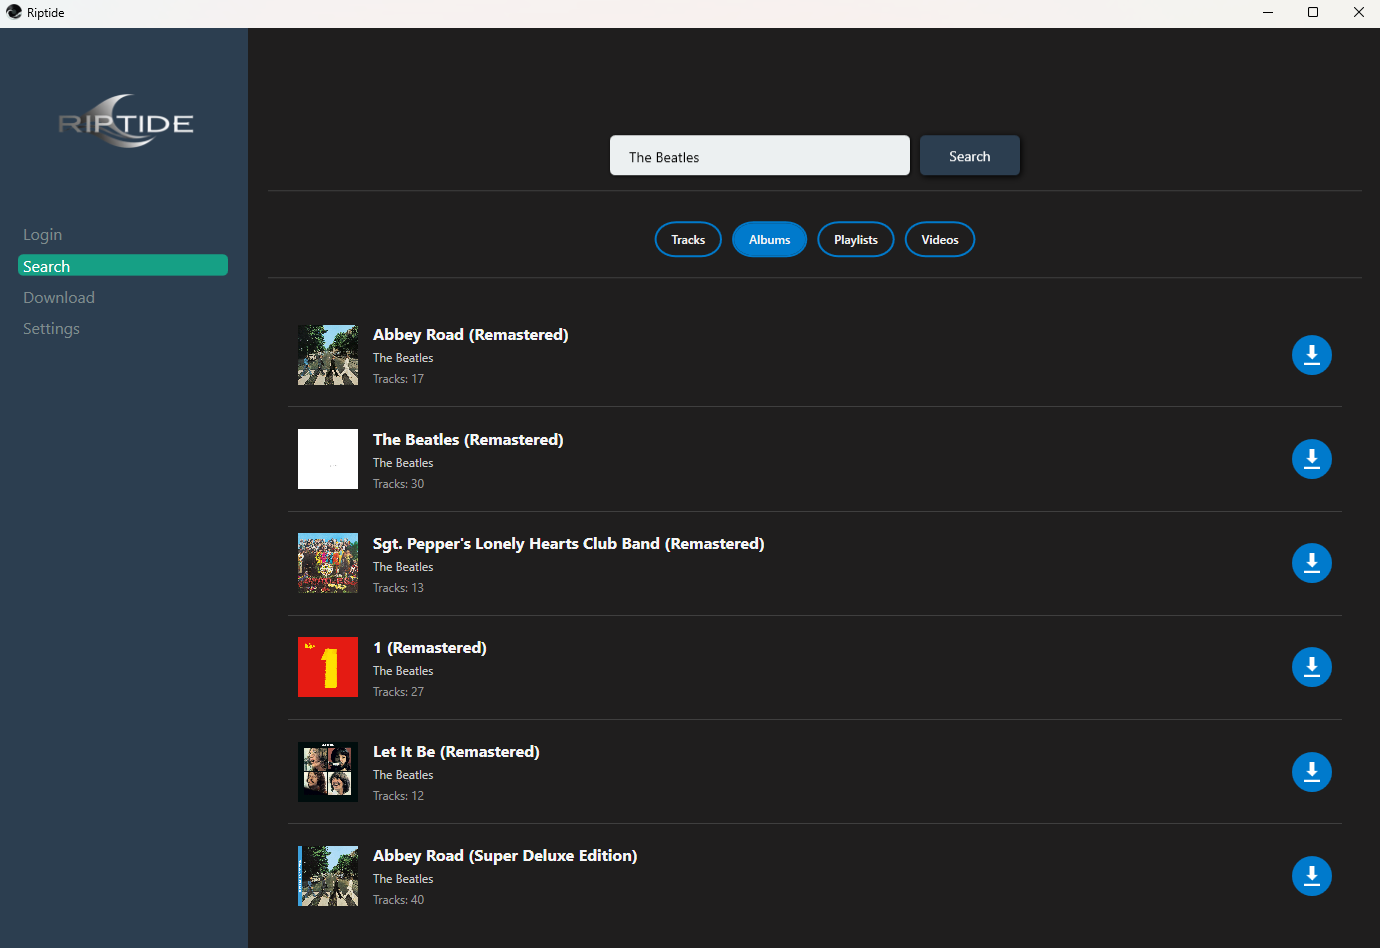 Riptide
RIPTIDE
Login
Search
Download
Settings
The Beatles
Search
Tracks
Albums
Playlists
Videos
Abbey Road (Remastered)
The Beatles
Tracks: 17
The Beatles (Remastered)
The Beatles
Tracks: 30
Sgt. Pepper's Lonely Hearts Club Band (Remastered)
The Beatles
Tracks: 13
1
1 (Remastered)
The Beatles
Tracks: 27
Let It Be (Remastered)
The Beatles
Tracks: 12
Abbey Road (Super Deluxe Edition)
The Beatles
Tracks: 40